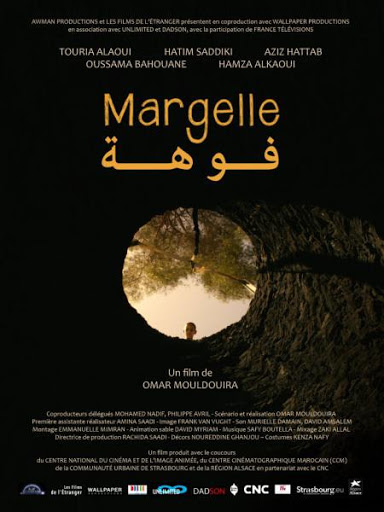 AWMAN PRODUCTIONS et LES FILMS DE L'ÉTRANGER présentent en coproduction avec WALLPAPER PRODUCTIONS
en association avec UNLIMITED et DADSON, avec la participation de FRANCE TÉLÉVISIONS
TOURIA ALAOUI HATIM SADDIKI AZIZ HATTAB
OUSSAMA BAHOUANE HAMZA ALKAOUI
Margelle
فوهة
Un film de
OMAR MOULDOUIRA
Coproducteurs délégués MOHAMED NADIF, PHILIPPE AVRIL - Scénario et réalisation OMAR MOULDOUIRA
Première assistante réalisateur AMINA SAADI - Image FRANK VAN VUGHT - Son MURIELLE DAMAIN, DAVID AMSALEM
Montage EMMANUELLE MIMRAN - Animation sable DAVID MYRIAM - Musique SAFY BOUTELLA - Mixage ZAKI ALLAL
Directrice de production RACHIDA SAADI - Décors NOUREDDINE GHANJOU - Costumes KENZA NAFY
Un film produit avec le concours
du CENTRE NATIONAL DU CINÉMA ET DE L'IMAGE ANIMÉE, du CENTRE CINÉMATOGRAPHIQUE MAROCAIN (CCM)
de la COMMUNAUTÉ URBAINE DE STRASBOURG et de la RÉGION ALSACE en partenariat avec le CNC
Les Films de l'Étranger WALLPAPER UNLIMITED DADSON CNC Strasbourg.eu